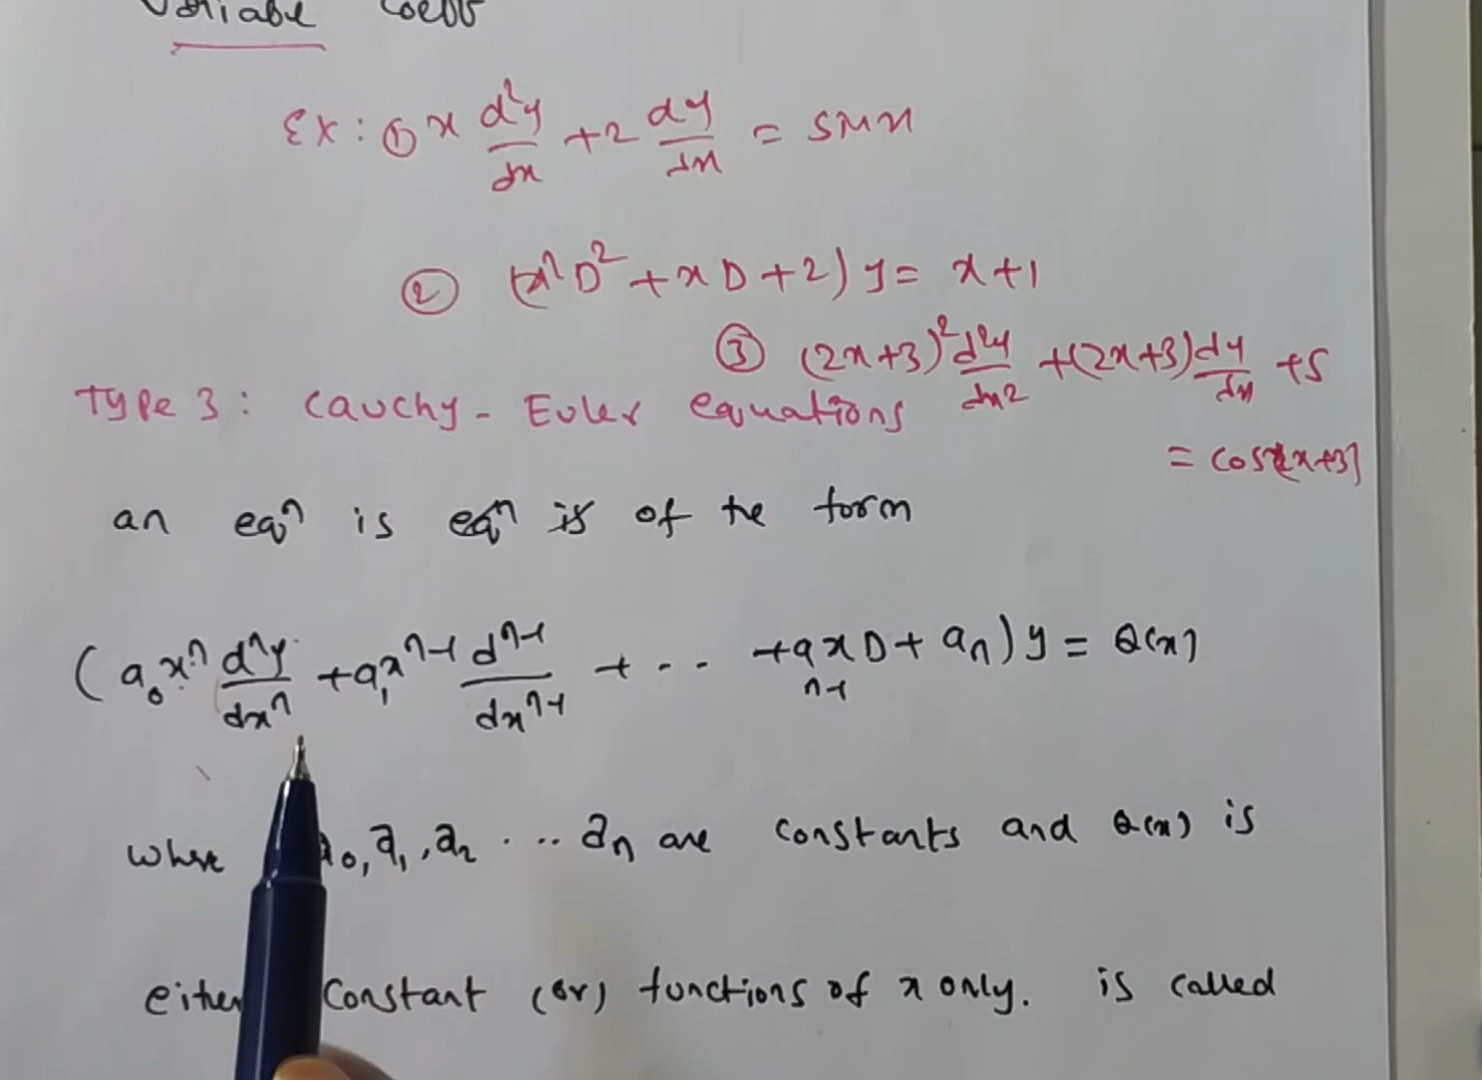 Variable Coeff
Ex: ① x d²y/dx + 2 dy/dx = sinx
② (x²D² + xD + 2) y = x+1
③ (2x+3)² d²y/dx² + (2x+3) dy/dx + 5
= cos(2x+3)
Type 3: Cauchy - Euler equations
an eqn is eqn is of the form
(a₀xⁿ dⁿy/dxⁿ + a₁xⁿ⁻¹ dⁿ⁻¹/dxⁿ⁻¹ + - - - + aₙ₋₁ xD + aₙ) y = Q(x)
where a₀, a₁, a₂ ... aₙ are constants and Q(x) is
either constant (or) functions of x only. is called